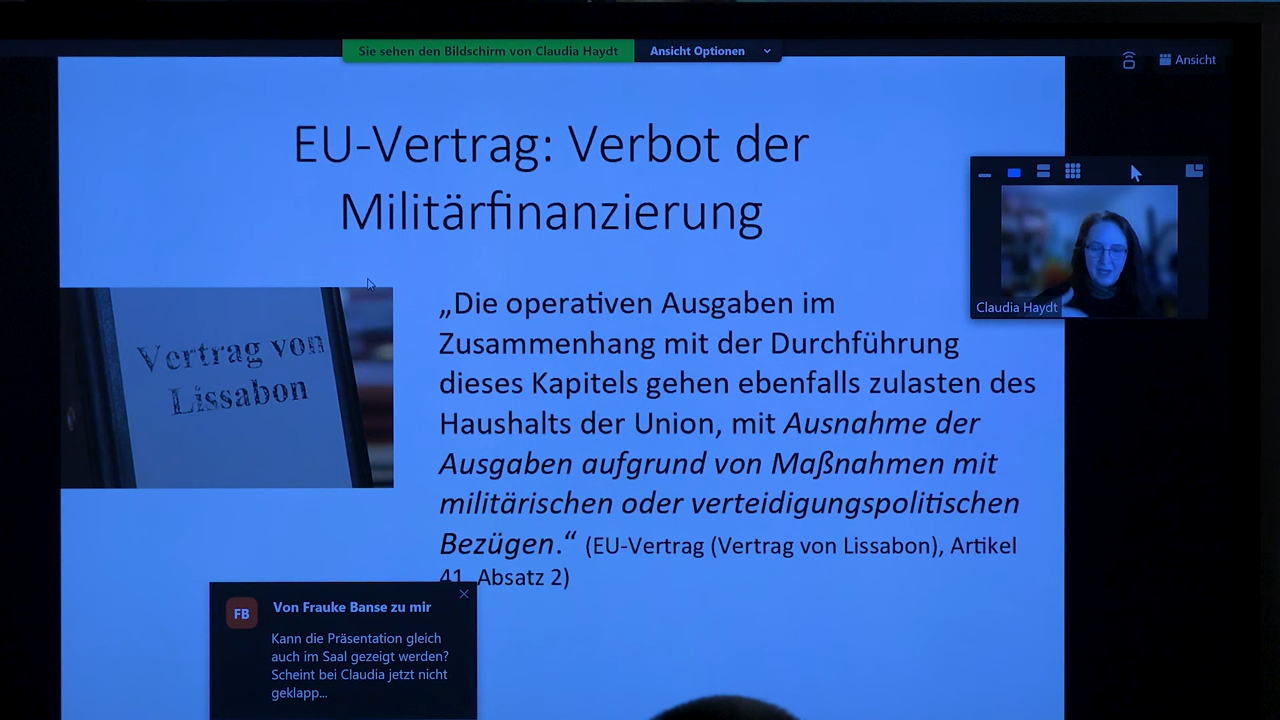 Sie sehen den Bildschirm von Claudia Haydt
Ansicht Optionen
Ansicht
EU-Vertrag: Verbot der
Militärfinanzierung
Claudia Haydt
Vertrag von
Lissabon
„Die operativen Ausgaben im
Zusammenhang mit der Durchführung
dieses Kapitels gehen ebenfalls zulasten des
Haushalts der Union, mit Ausnahme der
Ausgaben aufgrund von Maßnahmen mit
militärischen oder verteidigungspolitischen
Bezügen.“ (EU-Vertrag (Vertrag von Lissabon), Artikel
41, Absatz 2)
FB
Von Frauke Banse zu mir
Kann die Präsentation gleich
auch im Saal gezeigt werden?
Scheint bei Claudia jetzt nicht
geklapp...